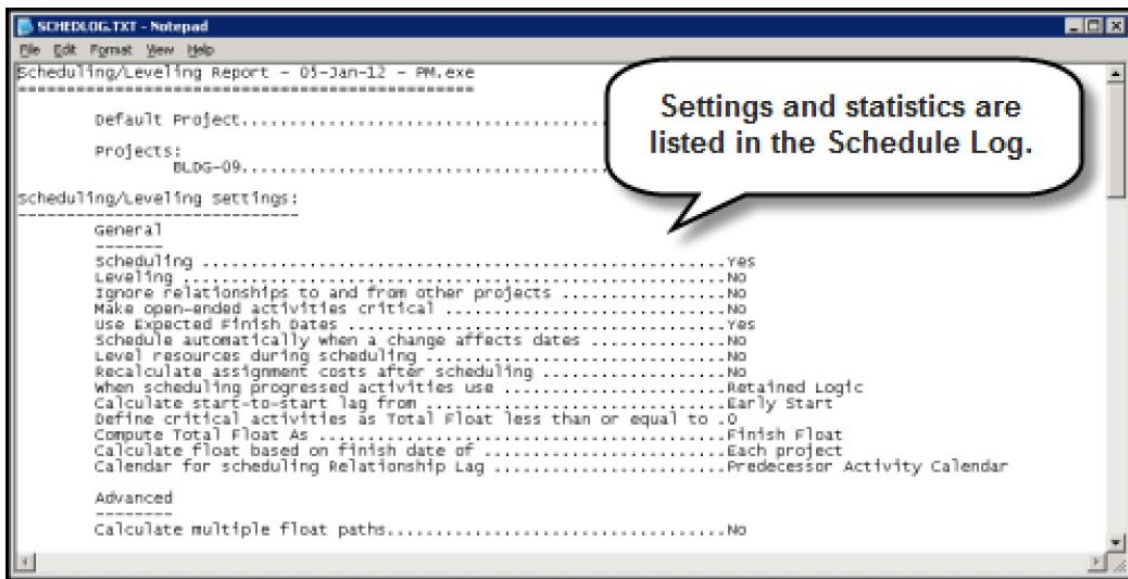 SCHEDLOG.TXT - Notepad
File Edit Format View Help
Scheduling/Leveling Report - 05-Jan-12 - PM.exe
================================================
Default Project......................................
Projects:
BLDG-09......................................
Settings and statistics are
listed in the Schedule Log.
Scheduling/Leveling Settings:
-----------------------------
General
-------
Scheduling .......................................................Yes
Leveling .........................................................No
Ignore relationships to and from other projects .................No
Make open-ended activities critical ..............................No
Use Expected Finish Dates ........................................Yes
Schedule automatically when a change affects dates ..............No
Level resources during scheduling ................................No
Recalculate assignment costs after scheduling ...................No
When scheduling progressed activities use .......................Retained Logic
Calculate start-to-start lag from ................................Early Start
Define critical activities as Total Float less than or equal to .0
Compute Total Float As ...........................................Finish Float
Calculate float based on finish date of ..........................Each project
Calendar for scheduling Relationship Lag ........................Predecessor Activity Calendar
Advanced
--------
Calculate multiple float paths....................................No